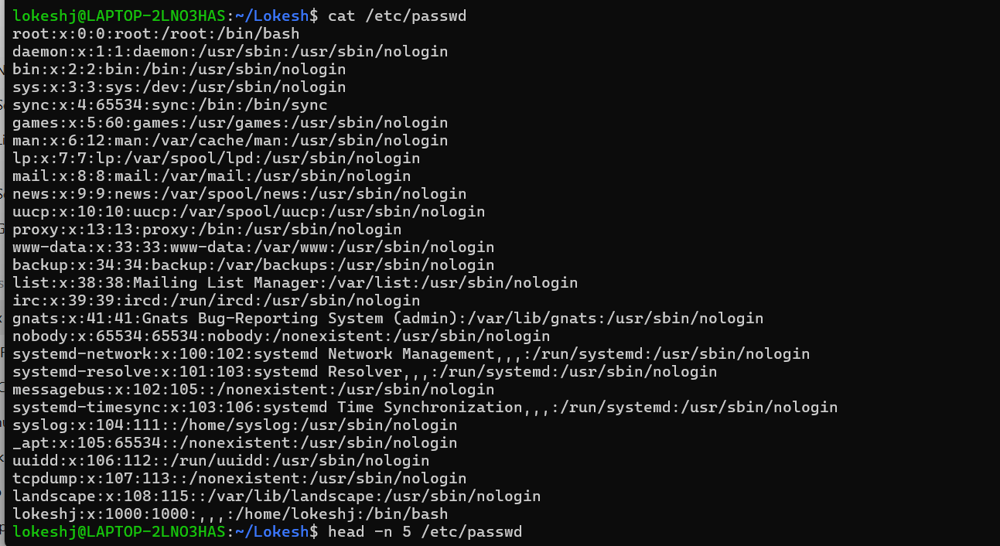 lokeshj@LAPTOP-2LNO3HAS:~/Lokesh$ cat /etc/passwd
root:x:0:0:root:/root:/bin/bash
daemon:x:1:1:daemon:/usr/sbin:/usr/sbin/nologin
bin:x:2:2:bin:/bin:/usr/sbin/nologin
sys:x:3:3:sys:/dev:/usr/sbin/nologin
sync:x:4:65534:sync:/bin:/bin/sync
games:x:5:60:games:/usr/games:/usr/sbin/nologin
man:x:6:12:man:/var/cache/man:/usr/sbin/nologin
lp:x:7:7:lp:/var/spool/lpd:/usr/sbin/nologin
mail:x:8:8:mail:/var/mail:/usr/sbin/nologin
news:x:9:9:news:/var/spool/news:/usr/sbin/nologin
uucp:x:10:10:uucp:/var/spool/uucp:/usr/sbin/nologin
proxy:x:13:13:proxy:/bin:/usr/sbin/nologin
www-data:x:33:33:www-data:/var/www:/usr/sbin/nologin
backup:x:34:34:backup:/var/backups:/usr/sbin/nologin
list:x:38:38:Mailing List Manager:/var/list:/usr/sbin/nologin
irc:x:39:39:ircd:/run/ircd:/usr/sbin/nologin
gnats:x:41:41:Gnats Bug-Reporting System (admin):/var/lib/gnats:/usr/sbin/nologin
nobody:x:65534:65534:nobody:/nonexistent:/usr/sbin/nologin
systemd-network:x:100:102:systemd Network Management,,,:/run/systemd:/usr/sbin/nologin
systemd-resolve:x:101:103:systemd Resolver,,,:/run/systemd:/usr/sbin/nologin
messagebus:x:102:105::/nonexistent:/usr/sbin/nologin
systemd-timesync:x:103:106:systemd Time Synchronization,,,:/run/systemd:/usr/sbin/nologin
syslog:x:104:111::/home/syslog:/usr/sbin/nologin
_apt:x:105:65534::/nonexistent:/usr/sbin/nologin
uuidd:x:106:112::/run/uuidd:/usr/sbin/nologin
tcpdump:x:107:113::/nonexistent:/usr/sbin/nologin
landscape:x:108:115::/var/lib/landscape:/usr/sbin/nologin
lokeshj:x:1000:1000:,,,:/home/lokeshj:/bin/bash
lokeshj@LAPTOP-2LNO3HAS:~/Lokesh$ head -n 5 /etc/passwd